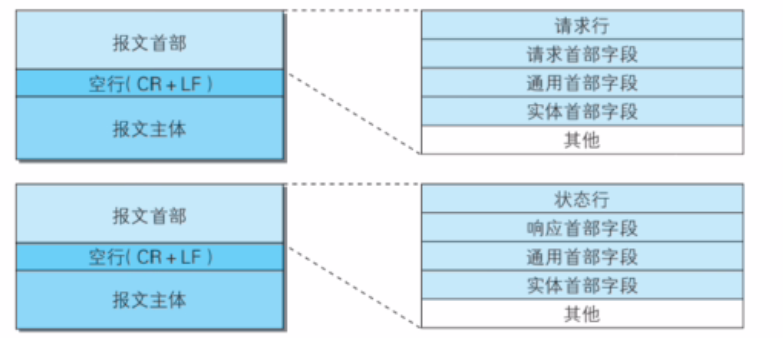 报文首部
空行( CR + LF )
报文主体
请求行
请求首部字段
通用首部字段
实体首部字段
其他
报文首部
空行( CR + LF )
报文主体
状态行
响应首部字段
通用首部字段
实体首部字段
其他